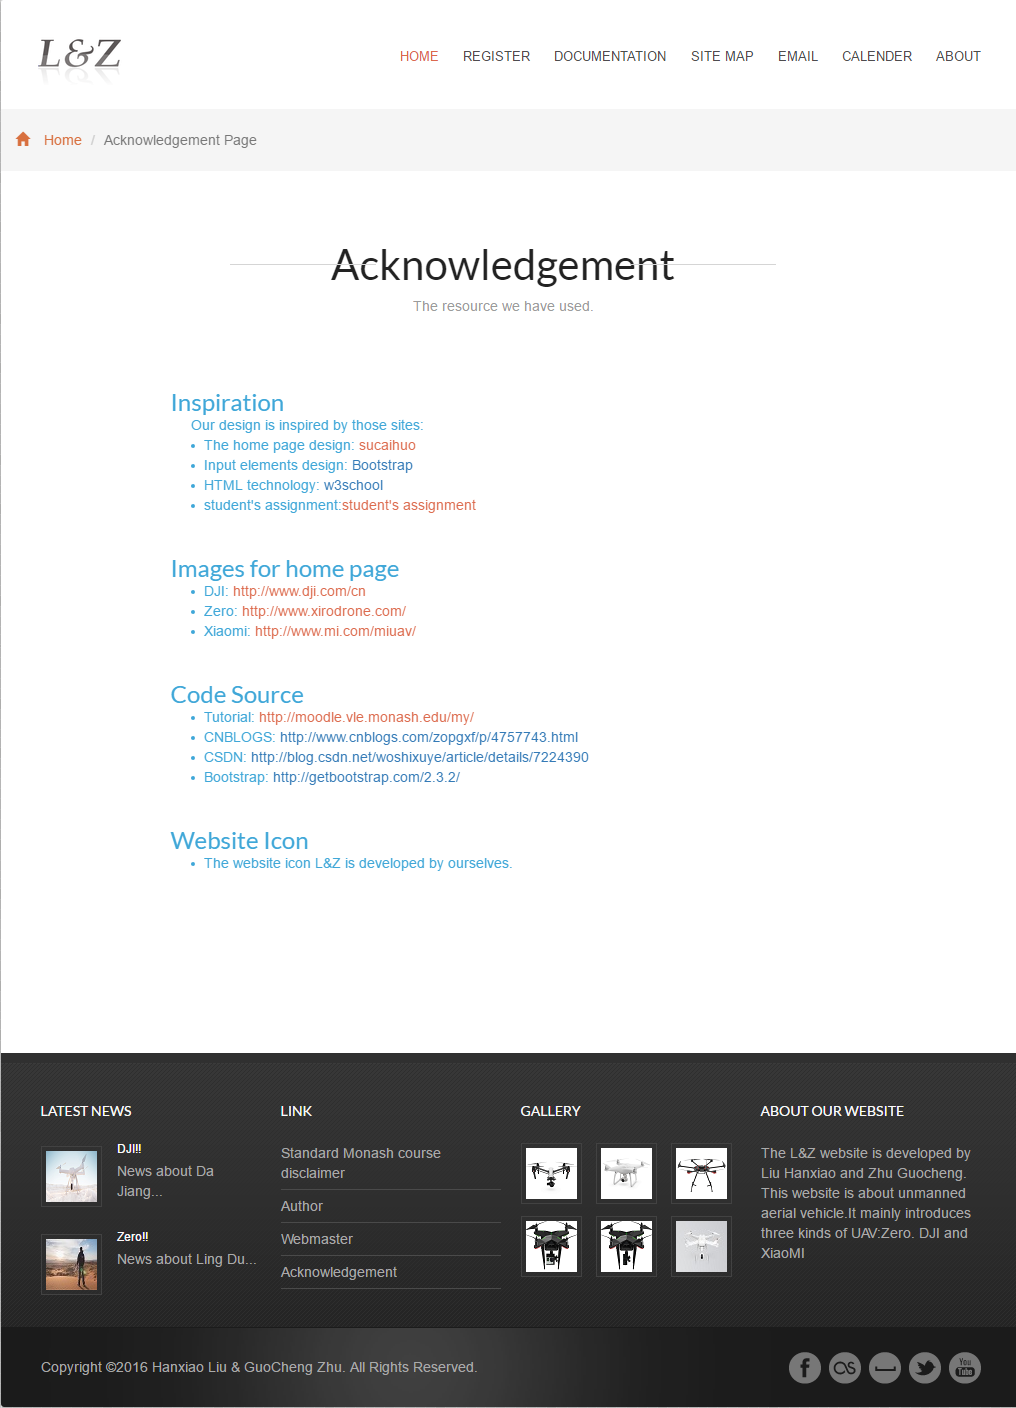 L&Z
HOME REGISTER DOCUMENTATION SITE MAP EMAIL CALENDER ABOUT
Home / Acknowledgement Page
Acknowledgement
The resource we have used.
Inspiration
Our design is inspired by those sites:
• The home page design: sucaihuo
• Input elements design: Bootstrap
• HTML technology: w3school
• student's assignment:student's assignment
Images for home page
• DJI: http://www.dji.com/cn
• Zero: http://www.xirodrone.com/
• Xiaomi: http://www.mi.com/miuav/
Code Source
• Tutorial: http://moodle.vle.monash.edu/my/
• CNBLOGS: http://www.cnblogs.com/zopgxf/p/4757743.html
• CSDN: http://blog.csdn.net/woshixuye/article/details/7224390
• Bootstrap: http://getbootstrap.com/2.3.2/
Website Icon
• The website icon L&Z is developed by ourselves.
LATEST NEWS
DJI!!
News about Da
Jiang...
Zero!!
News about Ling Du...
LINK
Standard Monash course
disclaimer
Author
Webmaster
Acknowledgement
GALLERY
ABOUT OUR WEBSITE
The L&Z website is developed by
Liu Hanxiao and Zhu Guocheng.
This website is about unmanned
aerial vehicle.It mainly introduces
three kinds of UAV:Zero. DJI and
XiaoMI
Copyright ©2016 Hanxiao Liu & GuoCheng Zhu. All Rights Reserved.
You
Tube